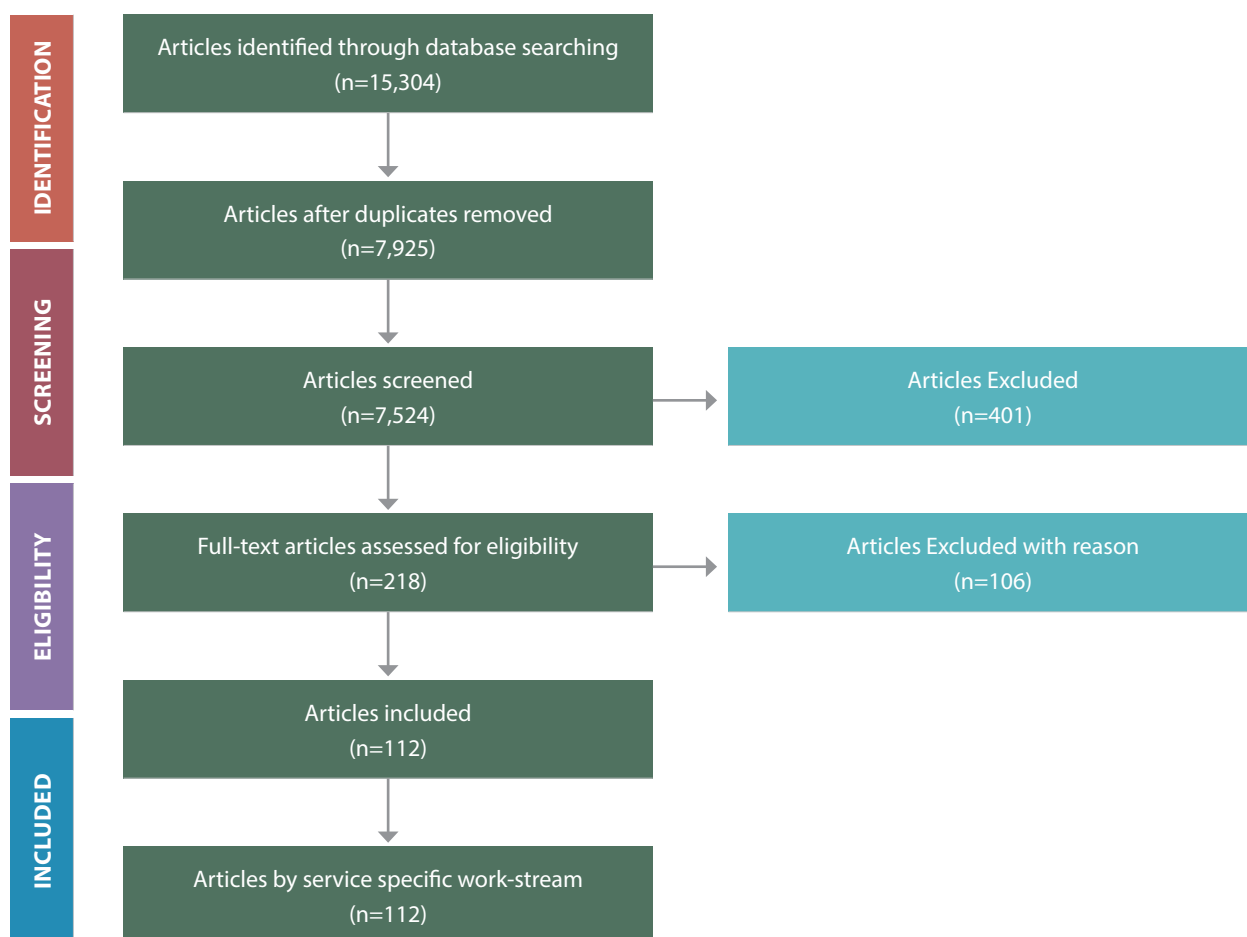 IDENTIFICATION
Articles identified through database searching
(n=15,304)
Articles after duplicates removed
(n=7,925)
SCREENING
Articles screened
(n=7,524)
Articles Excluded
(n=401)
ELIGIBILITY
Full-text articles assessed for eligibility
(n=218)
Articles Excluded with reason
(n=106)
INCLUDED
Articles included
(n=112)
Articles by service specific work-stream
(n=112)